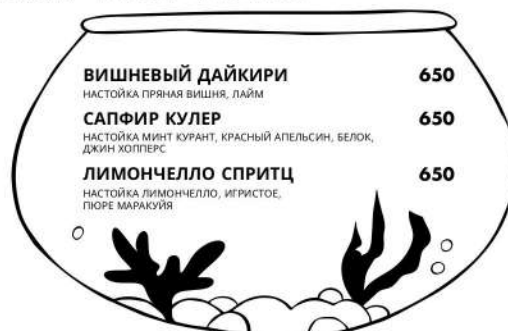 ВИШНЕВЫЙ ДАЙКИРИ 650
НАСТОЙКА ПРЯНАЯ ВИШНЯ, ЛАЙМ
САПФИР КУЛЕР 650
НАСТОЙКА МИНТ КУРАНТ, КРАСНЫЙ АПЕЛЬСИН, БЕЛОК,
ДЖИН ХОППЕРС
ЛИМОНЧЕЛЛО СПРИТЦ 650
НАСТОЙКА ЛИМОНЧЕЛЛО, ИГРИСТОЕ,
ПЮРЕ МАРАКУЙЯ